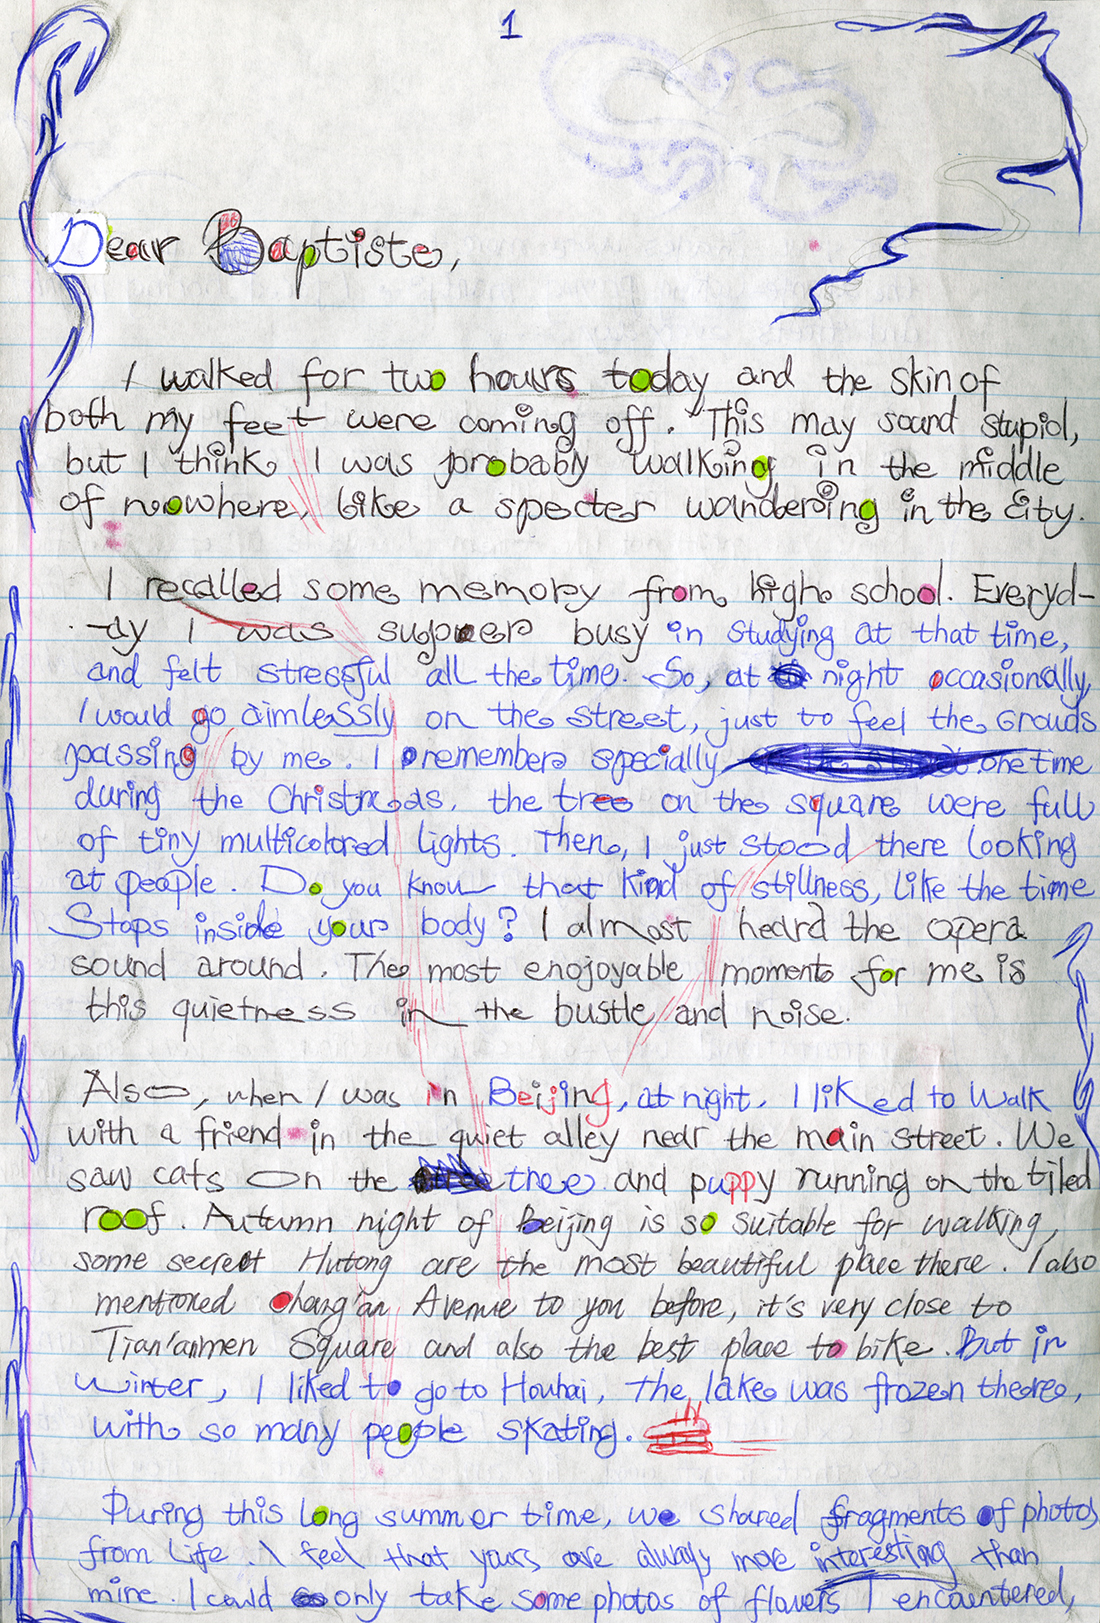 1
Dear Baptiste,
I walked for two hours today and the skin of
both my feet were coming off. This may sound stupid,
but I think I was probably walking in the middle
of noowhere, like a specter wandering in the City.
I recalled some memory from high school. Everyd-
-ay I was supper busy in studying at that time,
and felt stressful all the time. So, at night occasionally,
I would go aimlessly on the street, just to feel the crowds
passing by me. I remember specially one time
during the Christmas, the tree on the square were full
of tiny multicolored lights. Then, I just stood there looking
at people. Do you know that kind of stillness, like the time
Stops inside your body? I almost heard the opera
sound around. The most enojoyable moment for me is
this quietness in the bustle and noise.
Also, when I was in Beijing, at night, I liked to walk
with a friend in the quiet alley near the main street. We
saw cats on the tree and puppy running on the tiled
roof. Autumn night of Beijing is so suitable for walking,
some secret Hutong are the most beautiful place there. I also
mentioned Chang'an Avenue to you before, it's very close to
Tian'anmen Square and also the best place to bike. But in
winter, I liked to go to Houhai, the lake was frozen there,
with so many people skating.
During this long summer time, we shared fragments of photos
from life. I feel that yours are alwagy more interesting than
mine. I could only take some photos of flowers I encountered,